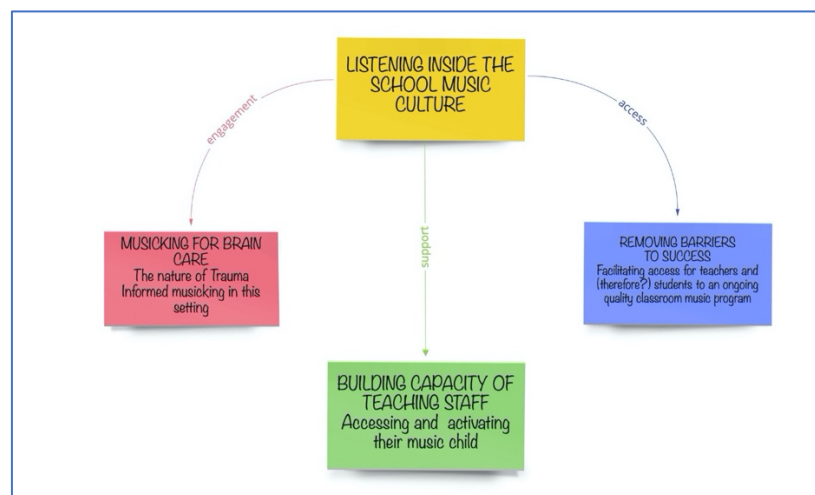 LISTENING INSIDE THE
SCHOOL MUSIC
CULTURE
engagement
access
support
MUSICKING FOR BRAIN
CARE
The nature of Trauma
Informed musicking in this
setting
REMOVING BARRIERS
TO SUCCESS
Facilitating access for teachers and
(therefore?) students to an ongoing
quality classroom music program
BUILDING CAPACITY OF
TEACHING STAFF
Accessing and activating
their music child